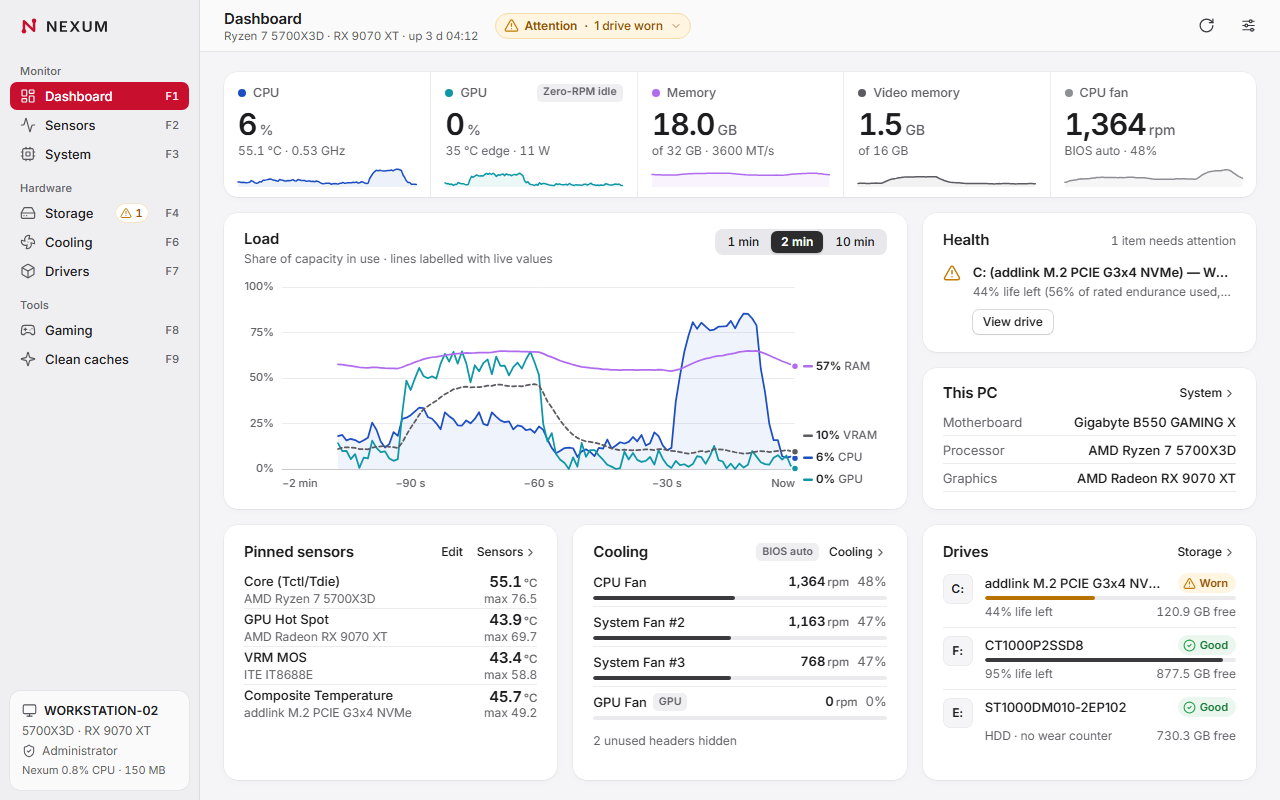 NEXUM
Monitor
Dashboard F1
Sensors F2
System F3
Hardware
Storage 1 F4
Cooling F6
Drivers F7
Tools
Gaming F8
Clean caches F9
WORKSTATION-02
5700X3D · RX 9070 XT
Administrator
Nexum 0.8% CPU · 150 MB
Dashboard
Ryzen 7 5700X3D · RX 9070 XT · up 3 d 04:12
Attention · 1 drive worn
CPU
6 %
55.1 °C · 0.53 GHz
GPU Zero-RPM idle
0 %
35 °C edge · 11 W
Memory
18.0 GB
of 32 GB · 3600 MT/s
Video memory
1.5 GB
of 16 GB
CPU fan
1,364 rpm
BIOS auto · 48%
Load
Share of capacity in use · lines labelled with live values
1 min 2 min 10 min
100%
75%
50%
25%
0%
−2 min −90 s −60 s −30 s Now
57% RAM
10% VRAM
6% CPU
0% GPU
Health 1 item needs attention
C: (addlink M.2 PCIE G3x4 NVMe) — W...
44% life left (56% of rated endurance used,...
View drive
This PC System
Motherboard Gigabyte B550 GAMING X
Processor AMD Ryzen 7 5700X3D
Graphics AMD Radeon RX 9070 XT
Pinned sensors Edit Sensors
Core (Tctl/Tdie) 55.1 °C
AMD Ryzen 7 5700X3D max 76.5
GPU Hot Spot 43.9 °C
AMD Radeon RX 9070 XT max 69.7
VRM MOS 43.4 °C
ITE IT8688E max 58.8
Composite Temperature 45.7 °C
addlink M.2 PCIE G3x4 NVMe max 49.2
Cooling BIOS auto Cooling
CPU Fan 1,364 rpm 48%
System Fan #2 1,163 rpm 47%
System Fan #3 768 rpm 47%
GPU Fan GPU 0 rpm 0%
2 unused headers hidden
Drives Storage
C: addlink M.2 PCIE G3x4 NV... Worn
44% life left 120.9 GB free
F: CT1000P2SSD8 Good
95% life left 877.5 GB free
E: ST1000DM010-2EP102 Good
HDD · no wear counter 730.3 GB free